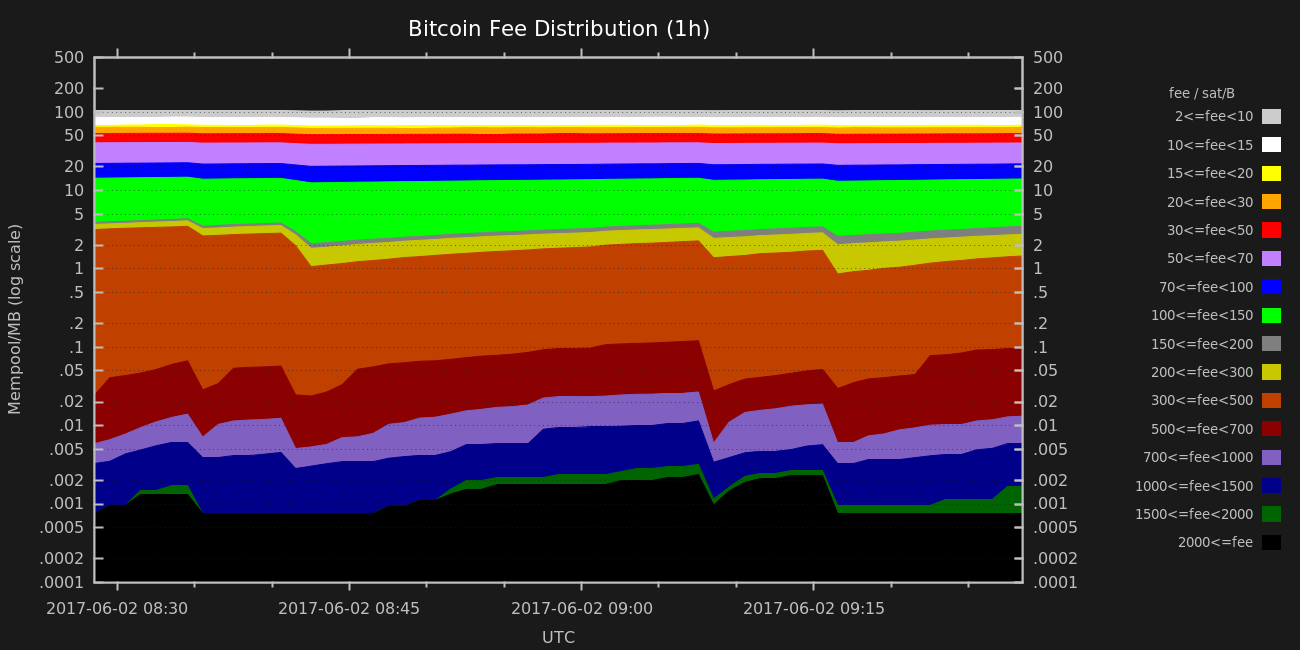 Bitcoin Fee Distribution (1h)
Mempool/MB (log scale)
500
200
100
50
20
10
5
2
1
.5
.2
.1
.05
.02
.01
.005
.002
.001
.0005
.0002
.0001
500
200
100
50
20
10
5
2
1
.5
.2
.1
.05
.02
.01
.005
.002
.001
.0005
.0002
.0001
2017-06-02 08:30 2017-06-02 08:45 2017-06-02 09:00 2017-06-02 09:15
UTC
fee / sat/B
2<=fee<10
10<=fee<15
15<=fee<20
20<=fee<30
30<=fee<50
50<=fee<70
70<=fee<100
100<=fee<150
150<=fee<200
200<=fee<300
300<=fee<500
500<=fee<700
700<=fee<1000
1000<=fee<1500
1500<=fee<2000
2000<=fee